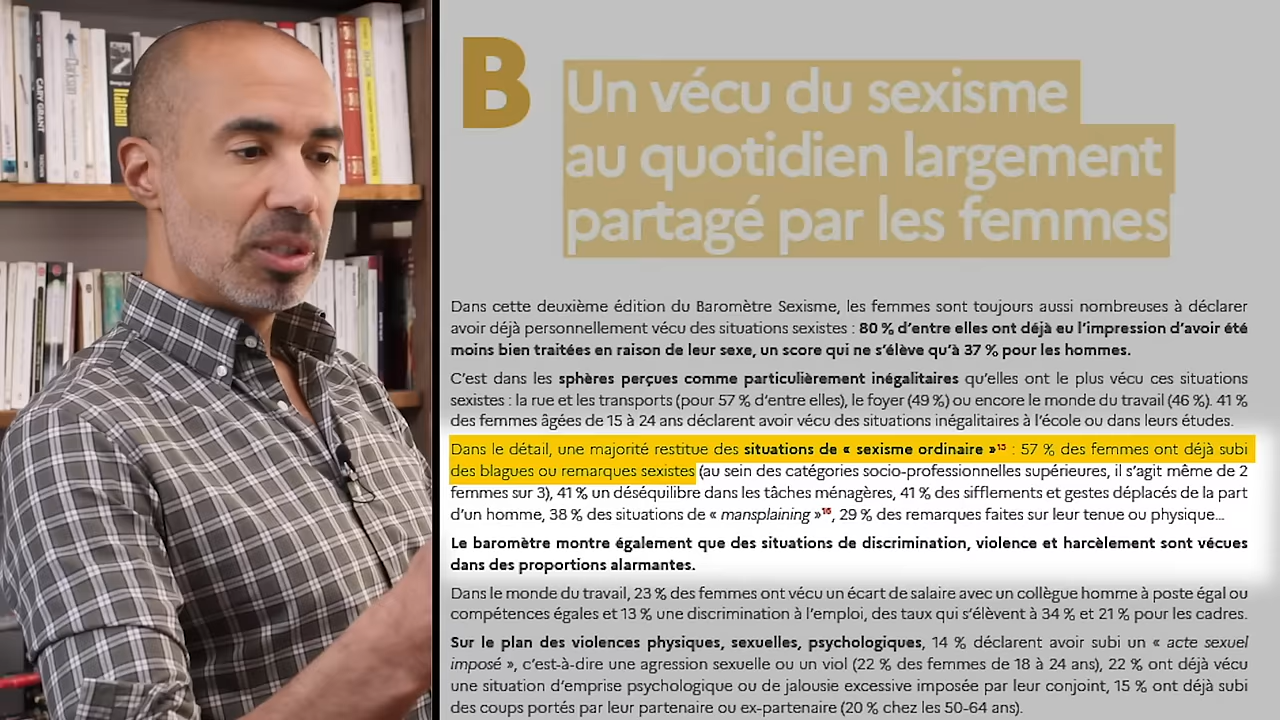 CARY GRANT
Darksen
Italian
RICHE
B
Un vécu du sexisme
au quotidien largement
partagé par les femmes
Dans cette deuxième édition du Baromètre Sexisme, les femmes sont toujours aussi nombreuses à déclarer
avoir déjà personnellement vécu des situations sexistes : 80 % d’entre elles ont déjà eu l’impression d’avoir été
moins bien traitées en raison de leur sexe, un score qui ne s’élève qu’à 37 % pour les hommes.
C’est dans les sphères perçues comme particulièrement inégalitaires qu’elles ont le plus vécu ces situations
sexistes : la rue et les transports (pour 57 % d’entre elles), le foyer (49 %) ou encore le monde du travail (46 %). 41 %
des femmes âgées de 15 à 24 ans déclarent avoir vécu des situations inégalitaires à l’école ou dans leurs études.
Dans le détail, une majorité restitue des situations de « sexisme ordinaire »¹⁵ : 57 % des femmes ont déjà subi
des blagues ou remarques sexistes (au sein des catégories socio-professionnelles supérieures, il s’agit même de 2
femmes sur 3), 41 % un déséquilibre dans les tâches ménagères, 41 % des sifflements et gestes déplacés de la part
d’un homme, 38 % des situations de « mansplaining »¹⁶, 29 % des remarques faites sur leur tenue ou physique...
Le baromètre montre également que des situations de discrimination, violence et harcèlement sont vécues
dans des proportions alarmantes.
Dans le monde du travail, 23 % des femmes ont vécu un écart de salaire avec un collègue homme à poste égal ou
compétences égales et 13 % une discrimination à l’emploi, des taux qui s’élèvent à 34 % et 21 % pour les cadres.
Sur le plan des violences physiques, sexuelles, psychologiques, 14 % déclarent avoir subi un « acte sexuel
imposé », c’est-à-dire une agression sexuelle ou un viol (22 % des femmes de 18 à 24 ans), 22 % ont déjà vécu
une situation d’emprise psychologique ou de jalousie excessive imposée par leur conjoint, 15 % ont déjà subi
des coups portés par leur partenaire ou ex-partenaire (20 % chez les 50-64 ans).